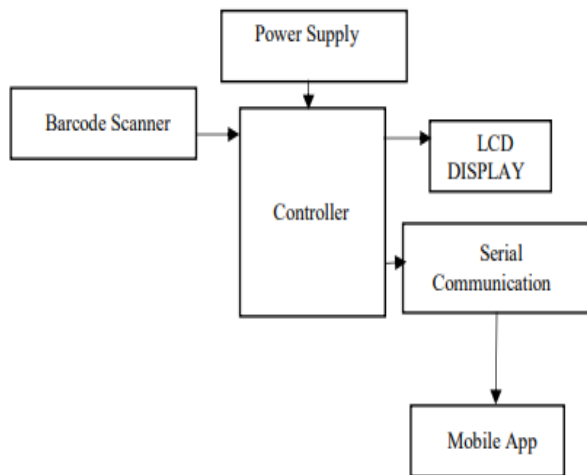 Power Supply
Barcode Scanner
LCD
DISPLAY
Controller
Serial
Communication
Mobile App